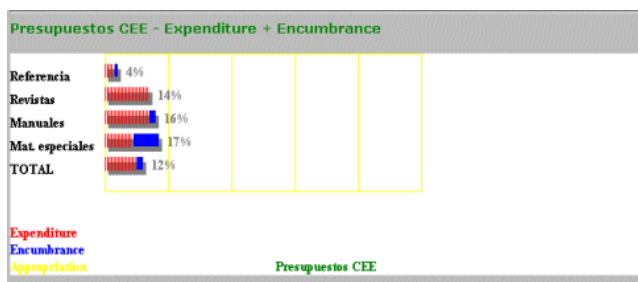 Presupuestos CEE - Expenditure + Encumbrance
Referencia 4%
Revistas 14%
Manuales 16%
Mat. especiales 17%
TOTAL 12%
Expenditure
Encumbrance
Appropriation Presupuestos CEE